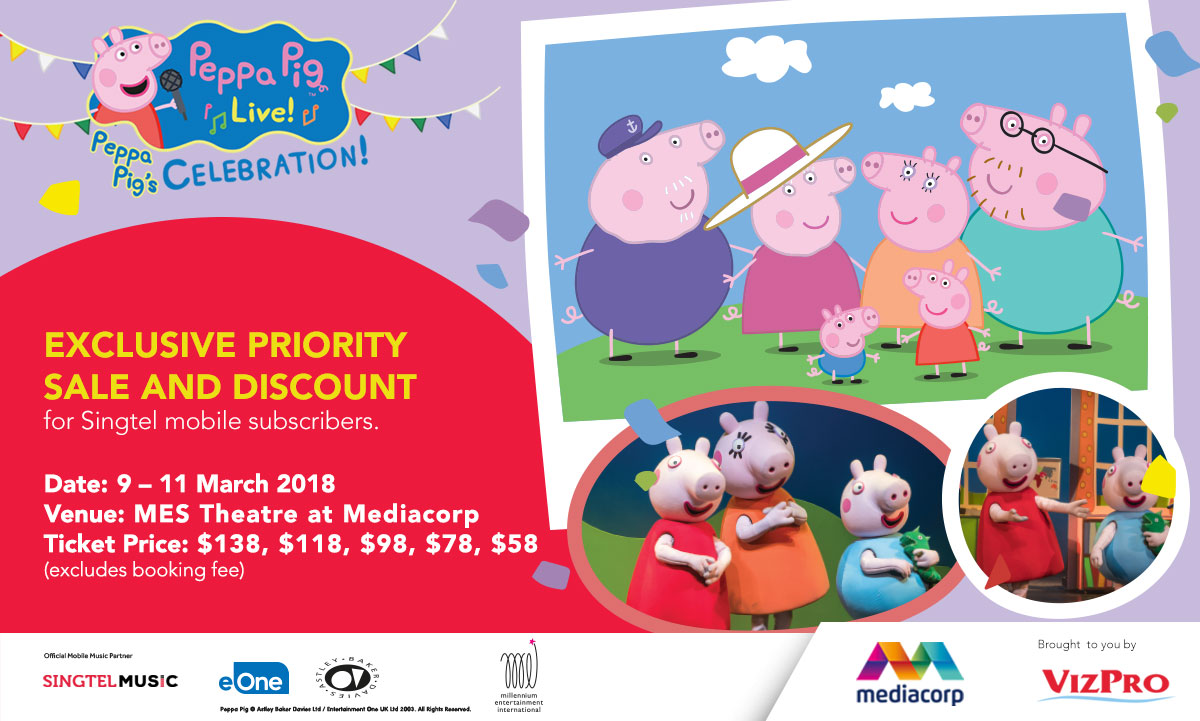 Peppa Pig
TM
Live!
Peppa
Pig's
CELEBRATION!
EXCLUSIVE PRIORITY
SALE AND DISCOUNT
for Singtel mobile subscribers.
Date: 9 – 11 March 2018
Venue: MES Theatre at Mediacorp
Ticket Price: $138, $118, $98, $78, $58
(excludes booking fee)
Official Mobile Music Partner
SINGTEL MUSIC
eOne
ASTLEY • BAKER • DAVIES •
millennium
entertainment
international
Peppa Pig © Astley Baker Davies Ltd / Entertainment One UK Ltd 2003. All Rights Reserved.
mediacorp
Brought to you by
VIZPRO